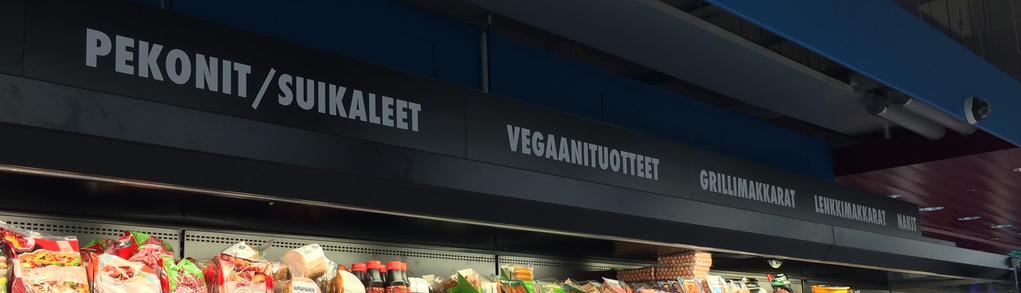 PEKONIT/SUIKALEET
VEGAANITUOTTEET
GRILLIMAKKARAT
LENKKIMAKKARAT
NAKIT